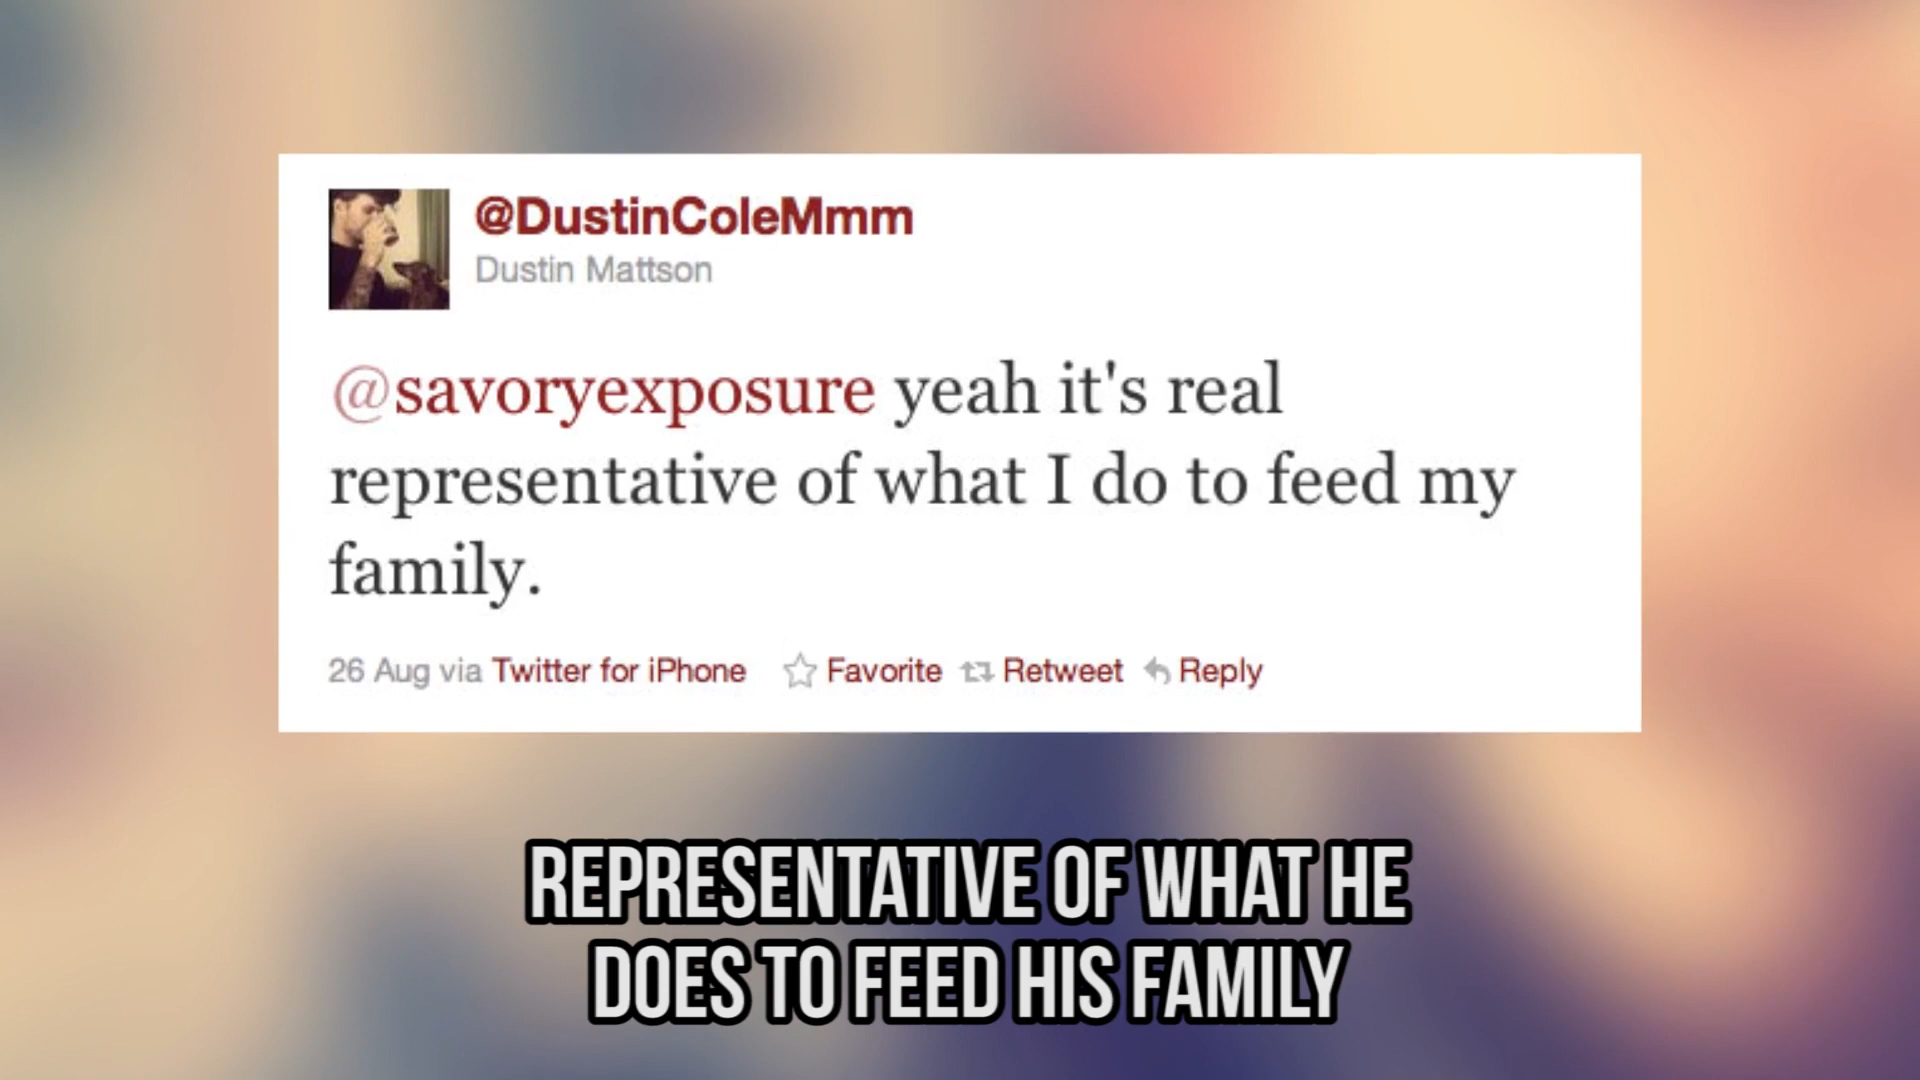 @DustinColeMmm
Dustin Mattson
@savoryexposure yeah it's real
representative of what I do to feed my
family.
26 Aug via Twitter for iPhone Favorite Retweet Reply
REPRESENTATIVE OF WHAT HE
DOES TO FEED HIS FAMILY